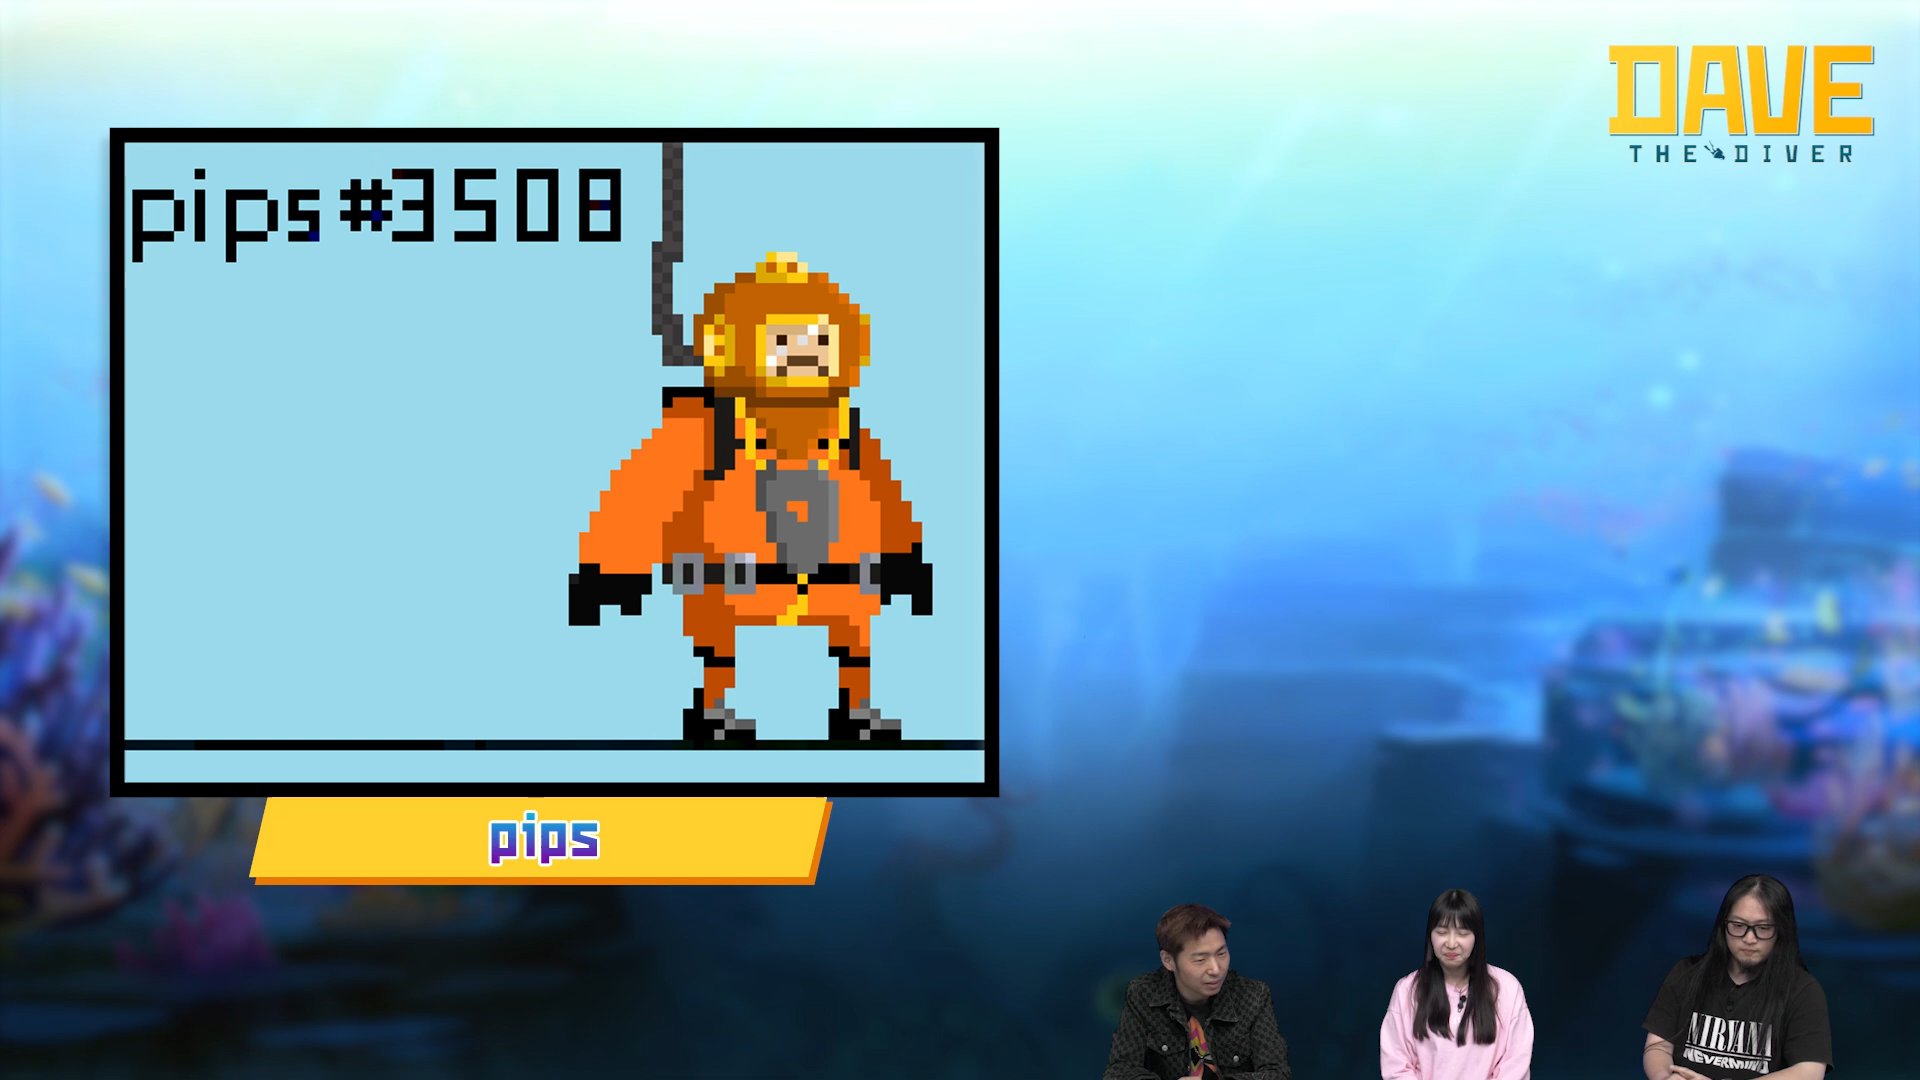 DAVE
THE DIVER
pips#3508
pips
NIRVANA
NEVERMIND